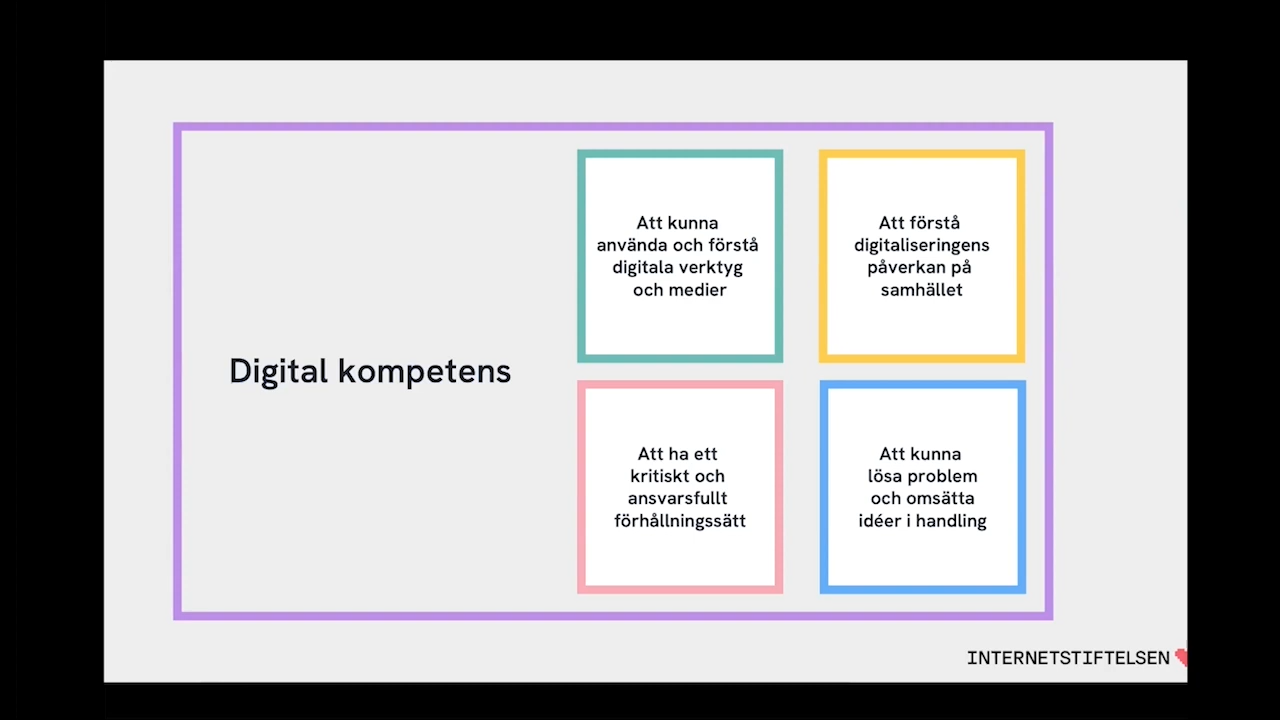 Digital kompetens
Att kunna
använda och förstå
digitala verktyg
och medier
Att förstå
digitaliseringens
påverkan på
samhället
Att ha ett
kritiskt och
ansvarsfullt
förhållningssätt
Att kunna
lösa problem
och omsätta
idéer i handling
INTERNETSTIFTELSEN